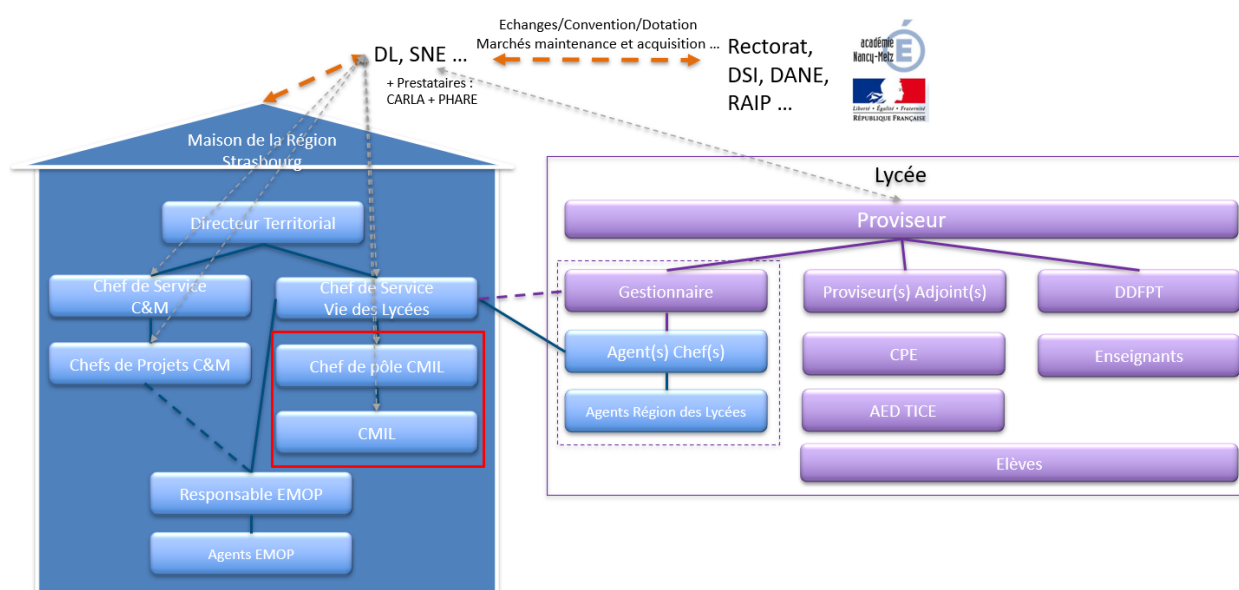 Echanges/Convention/Dotation
Marchés maintenance et acquisition ...
DL, SNE ...
+ Prestataires :
CARLA + PHARE
Rectorat,
DSI, DANE,
RAIP ...
académie
Nancy-Metz
Liberté • Égalité • Fraternité
RÉPUBLIQUE FRANÇAISE
Maison de la Région
Strasbourg
Directeur Territorial
Chef de Service
C&M
Chef de Service
Vie des Lycées
Chefs de Projets C&M
Chef de pôle CMIL
CMIL
Responsable EMOP
Agents EMOP
Lycée
Proviseur
Gestionnaire
Proviseur(s) Adjoint(s)
DDFPT
Agent(s) Chef(s)
CPE
Enseignants
Agents Région des Lycées
AED TICE
Elèves